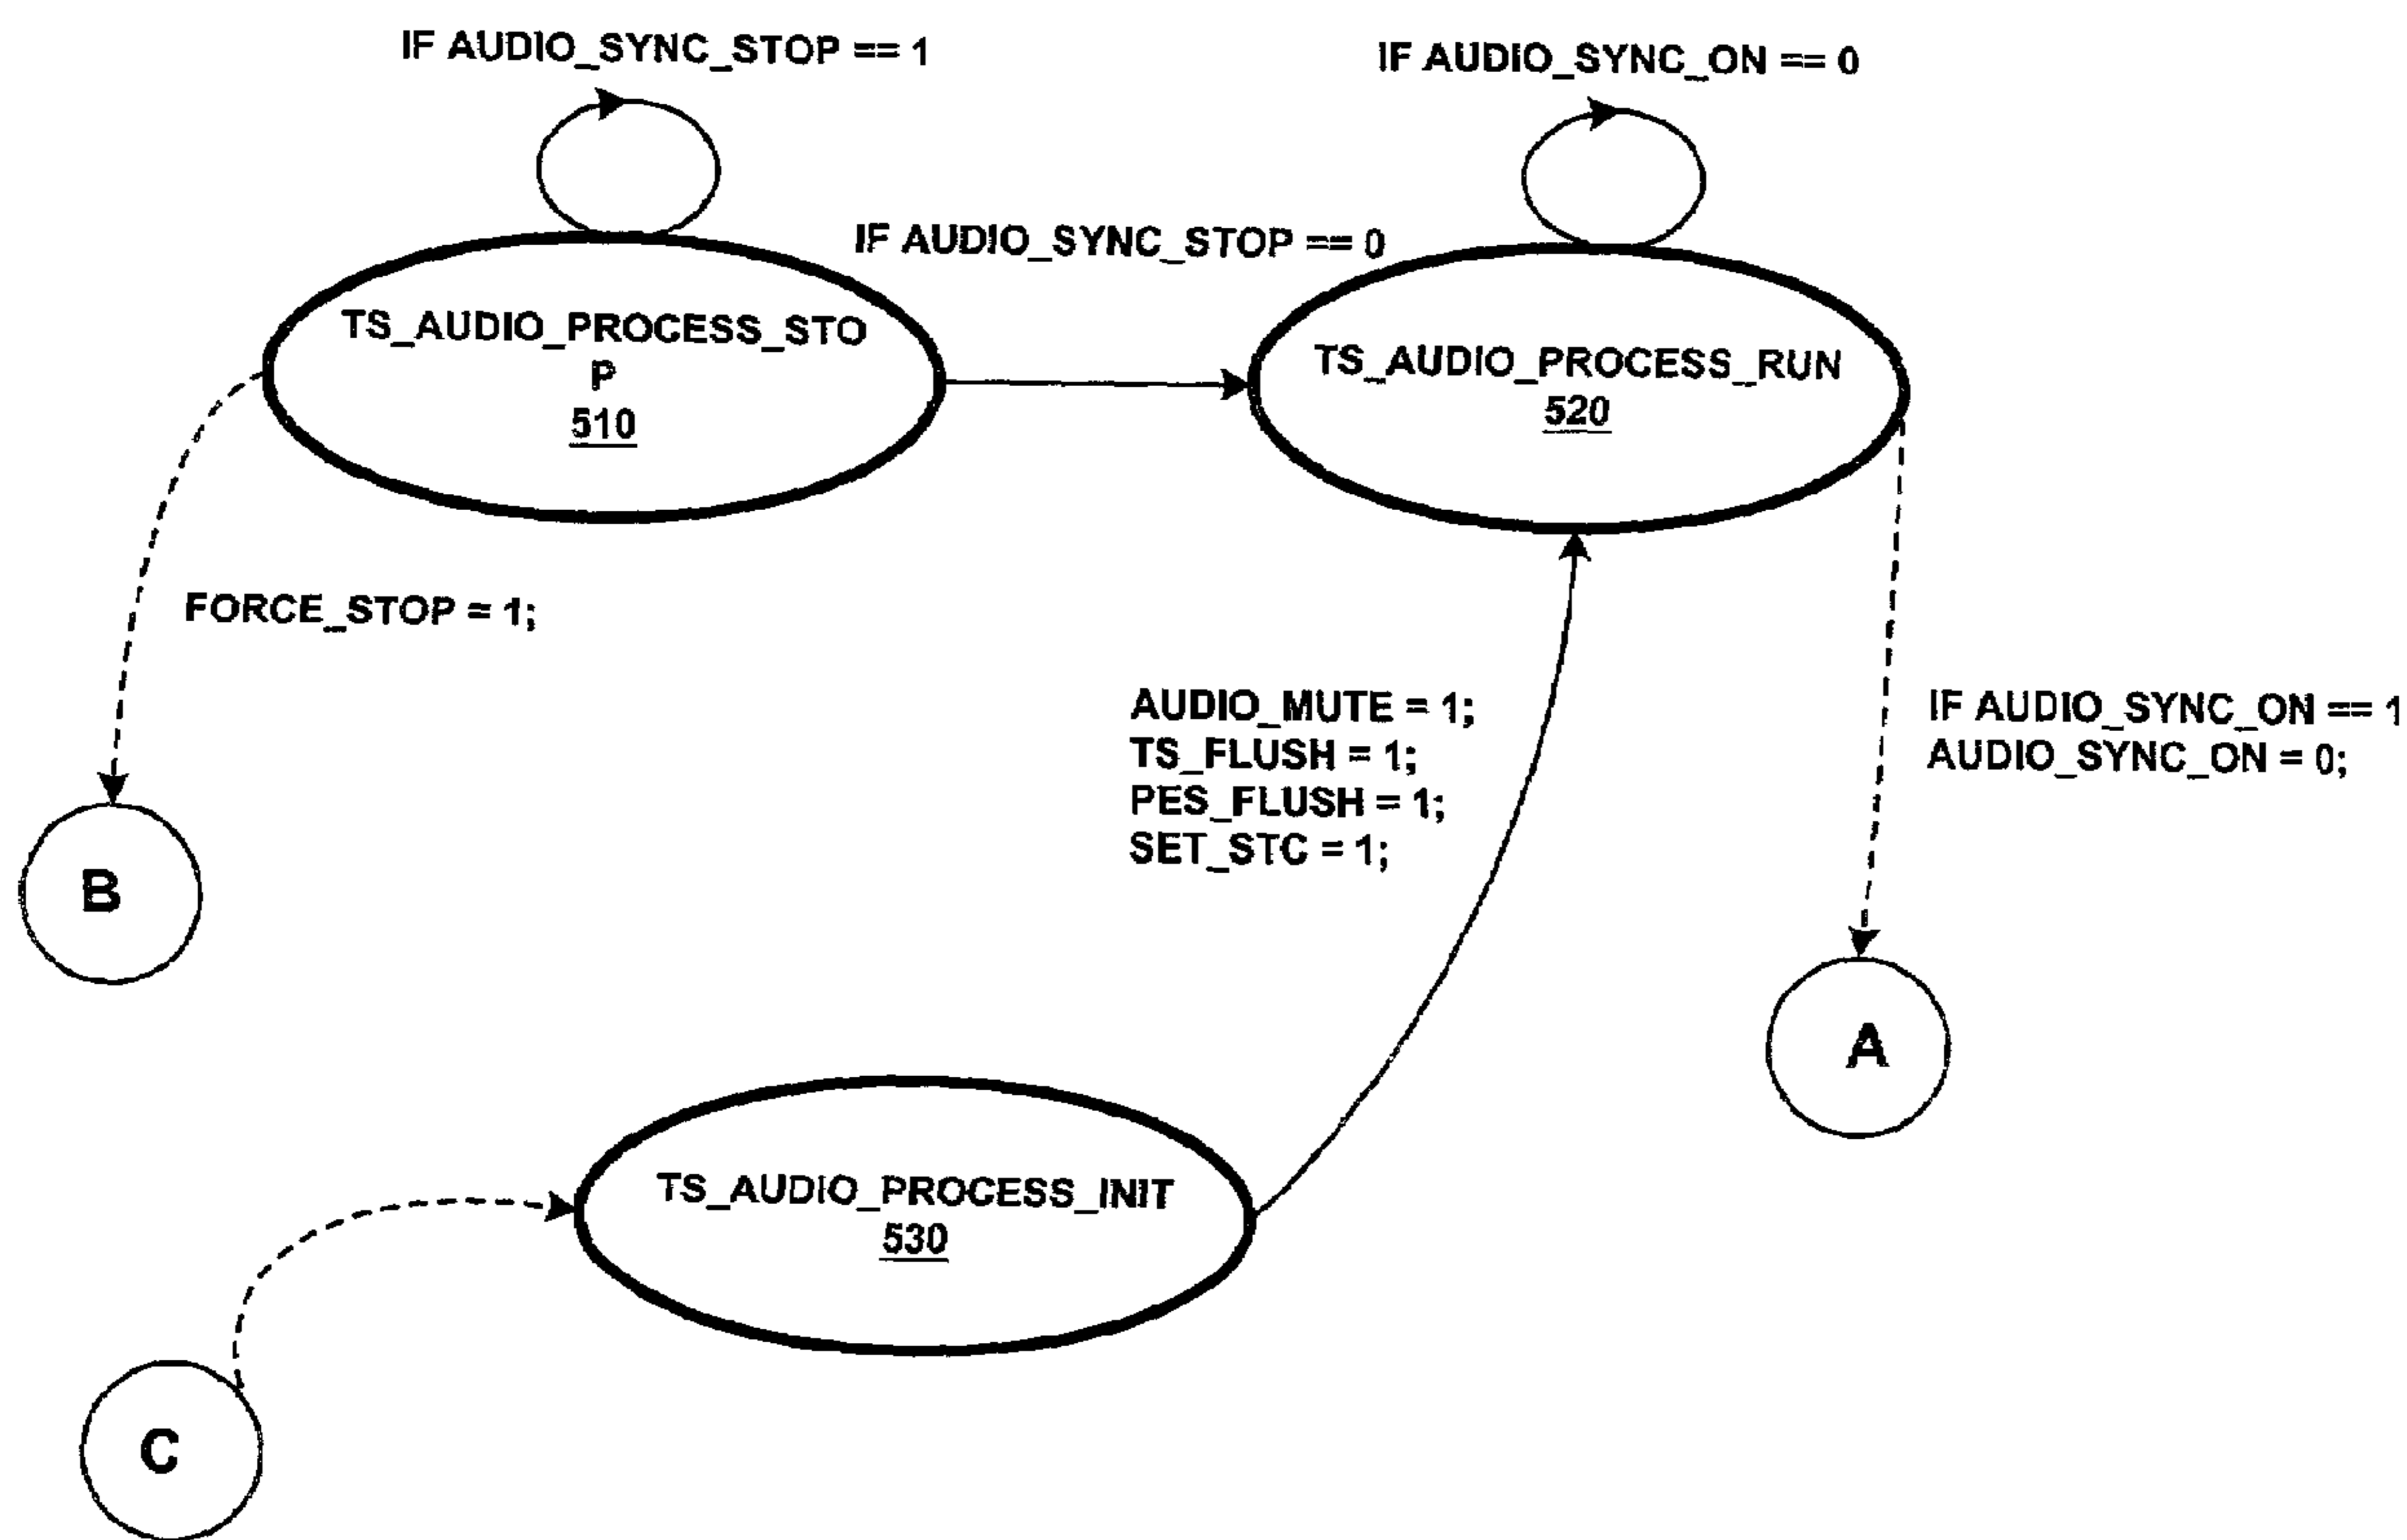 IF AUDIO_SYNC_STOP == 1
IF AUDIO_SYNC_ON == 0
IF AUDIO_SYNC_STOP == 0
TS_AUDIO_PROCESS_STO
P
510
TS_AUDIO_PROCESS_RUN
520
FORCE_STOP = 1;
AUDIO_MUTE = 1;
TS_FLUSH = 1;
PES_FLUSH = 1;
SET_STC = 1;
IF AUDIO_SYNC_ON == 1
AUDIO_SYNC_ON = 0;
B
A
TS_AUDIO_PROCESS_INIT
530
C